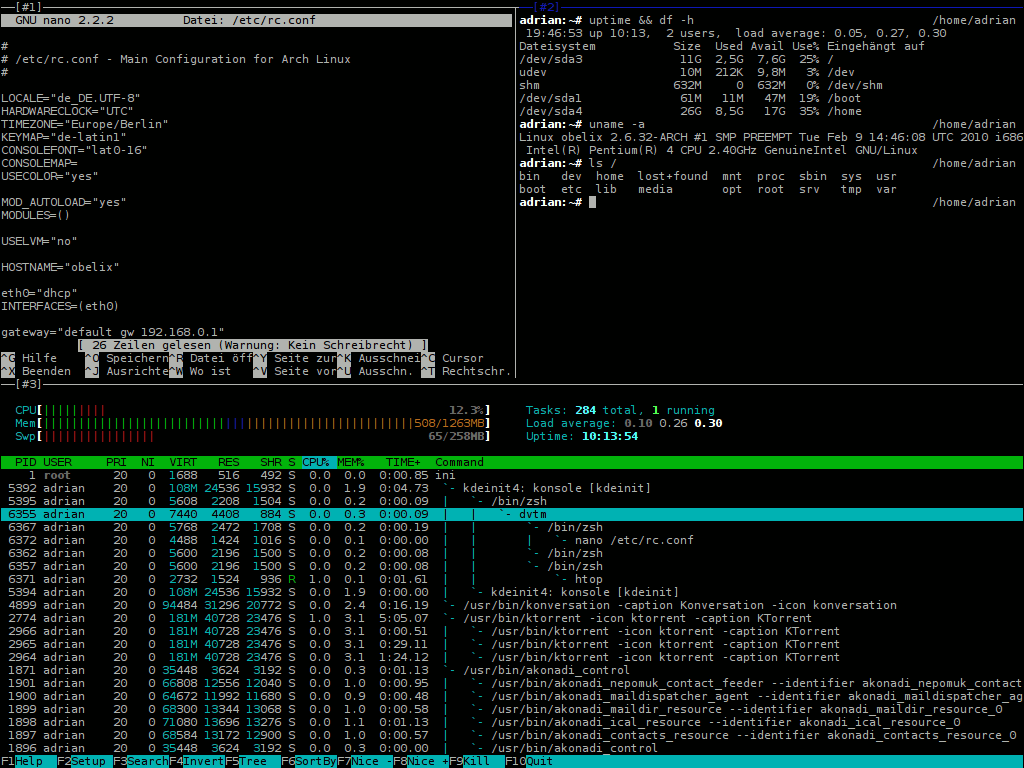 [#1]
GNU nano 2.2.2 Datei: /etc/rc.conf
#
# /etc/rc.conf - Main Configuration for Arch Linux
#
LOCALE="de_DE.UTF-8"
HARDWARECLOCK="UTC"
TIMEZONE="Europe/Berlin"
KEYMAP="de-latin1"
CONSOLEFONT="lat0-16"
CONSOLEMAP=
USECOLOR="yes"
MOD_AUTOLOAD="yes"
MODULES=()
USELVM="no"
HOSTNAME="obelix"
eth0="dhcp"
INTERFACES=(eth0)
gateway="default gw 192.168.0.1"
[ 26 Zeilen gelesen (Warnung: Kein Schreibrecht) ]
^G Hilfe ^O Speichern^R Datei öff^Y Seite zur^K Ausschnei^C Cursor
^X Beenden ^J Ausrichte^W Wo ist ^V Seite vor^U Ausschn. ^T Rechtschr.
[#2]
adrian:~# uptime && df -h /home/adrian
19:46:53 up 10:13, 2 users, load average: 0.05, 0.27, 0.30
Dateisystem Size Used Avail Use% Eingehängt auf
/dev/sda3 11G 2,5G 7,6G 25% /
udev 10M 212K 9,8M 3% /dev
shm 632M 0 632M 0% /dev/shm
/dev/sda1 61M 11M 47M 19% /boot
/dev/sda4 26G 8,5G 17G 35% /home
adrian:~# uname -a /home/adrian
Linux obelix 2.6.32-ARCH #1 SMP PREEMPT Tue Feb 9 14:46:08 UTC 2010 i686
Intel(R) Pentium(R) 4 CPU 2.40GHz GenuineIntel GNU/Linux
adrian:~# ls / /home/adrian
bin dev home lost+found mnt proc sbin sys usr
boot etc lib media opt root srv tmp var
adrian:~# /home/adrian
[#3]
CPU[|||||||||| 12.3%] Tasks: 284 total, 1 running
Mem[||||||||||||||||||||||||||||||||||||||||||||||||||||||508/1263MB] Load average: 0.10 0.26 0.30
Swp[|||||||||||||||| 65/258MB] Uptime: 10:13:54
PID USER PRI NI VIRT RES SHR S CPU% MEM% TIME+ Command
1 root 20 0 1688 516 492 S 0.0 0.0 0:00.85 ini
5392 adrian 20 0 108M 24536 15932 S 0.0 1.9 0:04.73 `- kdeinit4: konsole [kdeinit]
5395 adrian 20 0 5608 2208 1504 S 0.0 0.2 0:00.09 | `- /bin/zsh
6355 adrian 20 0 7440 4408 884 S 0.0 0.3 0:00.09 | | `- dvtm
6367 adrian 20 0 5768 2472 1708 S 0.0 0.2 0:00.19 | | `- /bin/zsh
6372 adrian 20 0 4488 1424 1016 S 0.0 0.1 0:00.00 | | | `- nano /etc/rc.conf
6362 adrian 20 0 5600 2196 1500 S 0.0 0.2 0:00.08 | | `- /bin/zsh
6357 adrian 20 0 5600 2196 1500 S 0.0 0.2 0:00.08 | | `- /bin/zsh
6371 adrian 20 0 2732 1524 936 R 1.0 0.1 0:01.61 | | `- htop
5394 adrian 20 0 108M 24536 15932 S 0.0 1.9 0:00.00 | `- kdeinit4: konsole [kdeinit]
4899 adrian 20 0 94484 31296 20772 S 0.0 2.4 0:16.19 `- /usr/bin/konversation -caption Konversation -icon konversation
2774 adrian 20 0 181M 40728 23476 S 1.0 3.1 5:05.07 `- /usr/bin/ktorrent -icon ktorrent -caption KTorrent
2966 adrian 20 0 181M 40728 23476 S 0.0 3.1 0:00.51 | `- /usr/bin/ktorrent -icon ktorrent -caption KTorrent
2965 adrian 20 0 181M 40728 23476 S 0.0 3.1 0:29.11 | `- /usr/bin/ktorrent -icon ktorrent -caption KTorrent
2964 adrian 20 0 181M 40728 23476 S 0.0 3.1 1:24.12 | `- /usr/bin/ktorrent -icon ktorrent -caption KTorrent
1871 adrian 20 0 35448 3624 3192 S 0.0 0.3 0:01.13 `- /usr/bin/akonadi_control
1901 adrian 20 0 66808 12556 12040 S 0.0 1.0 0:00.95 | `- /usr/bin/akonadi_nepomuk_contact_feeder --identifier akonadi_nepomuk_contact
1900 adrian 20 0 64672 11992 11680 S 0.0 0.9 0:00.48 | `- /usr/bin/akonadi_maildispatcher_agent --identifier akonadi_maildispatcher_ag
1899 adrian 20 0 68300 13344 13068 S 0.0 1.0 0:00.58 | `- /usr/bin/akonadi_maildir_resource --identifier akonadi_maildir_resource_0
1898 adrian 20 0 71080 13696 13276 S 0.0 1.1 0:01.13 | `- /usr/bin/akonadi_ical_resource --identifier akonadi_ical_resource_0
1897 adrian 20 0 68584 13172 12900 S 0.0 1.0 0:00.57 | `- /usr/bin/akonadi_contacts_resource --identifier akonadi_contacts_resource_0
1896 adrian 20 0 35448 3624 3192 S 0.0 0.3 0:00.00 | `- /usr/bin/akonadi_control
F1Help F2Setup F3SearchF4InvertF5Tree F6SortByF7Nice -F8Nice +F9Kill F10Quit